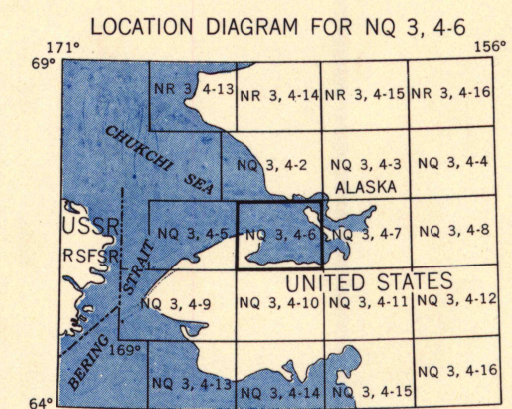 LOCATION DIAGRAM FOR NQ 3, 4-6
171° 156°
69°
NR 3, 4-13 NR 3, 4-14 NR 3, 4-15 NR 3, 4-16
CHUKCHI SEA
NQ 3, 4-2 NQ 3, 4-3 NQ 3, 4-4
ALASKA
USSR
RSFSR
NQ 3, 4-5 NQ 3, 4-6 NQ 3, 4-7 NQ 3, 4-8
BERING STRAIT
UNITED STATES
NQ 3, 4-9 NQ 3, 4-10 NQ 3, 4-11 NQ 3, 4-12
169°
NQ 3, 4-13 NQ 3, 4-14 NQ 3, 4-15 NQ 3, 4-16
64°